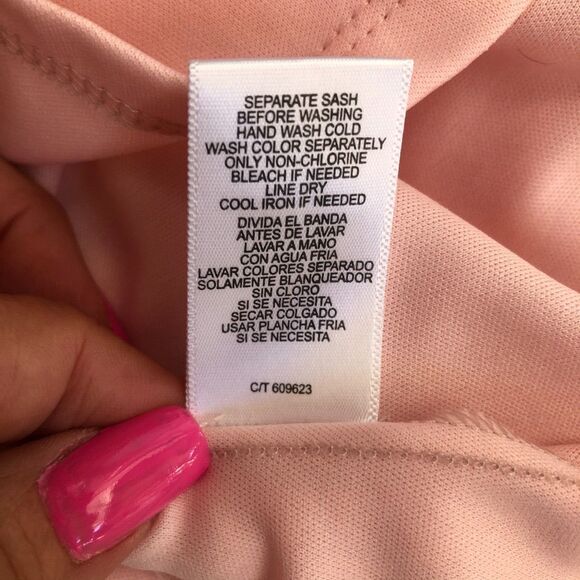 SEPARATE SASH
BEFORE WASHING
HAND WASH COLD
WASH COLOR SEPARATELY
ONLY NON-CHLORINE
BLEACH IF NEEDED
LINE DRY
COOL IRON IF NEEDED
DIVIDA EL BANDA
ANTES DE LAVAR
LAVAR A MANO
CON AGUA FRIA
LAVAR COLORES SEPARADO
SOLAMENTE BLANQUEADOR
SIN CLORO
SI SE NECESITA
SECAR COLGADO
USAR PLANCHA FRIA
SI SE NECESITA
C/T 609623